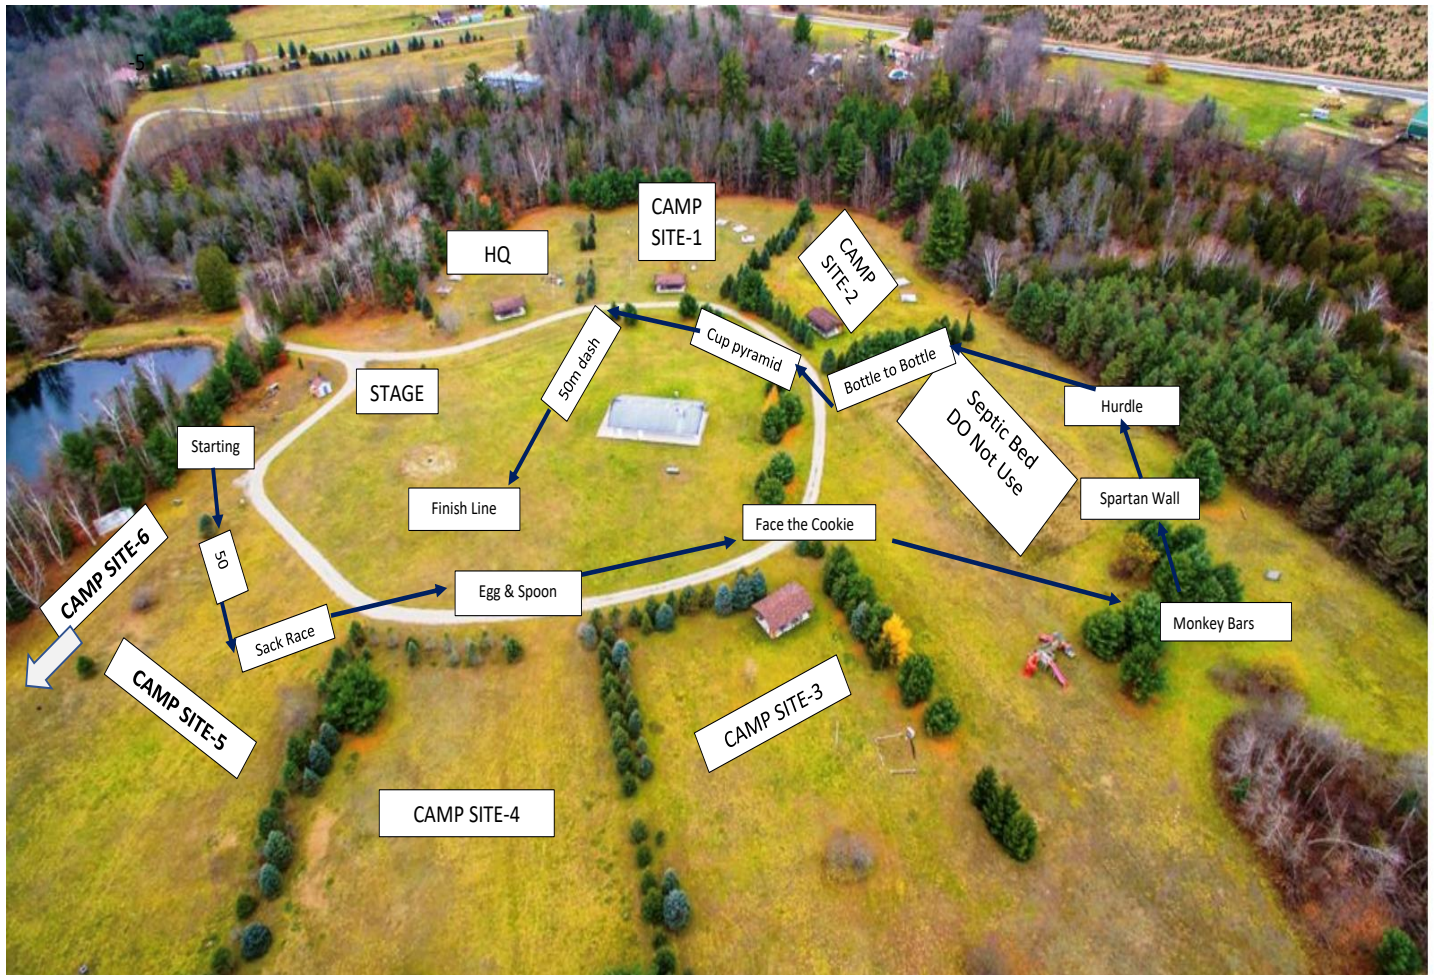 -5
CAMP
SITE-1
HQ
CAMP
SITE-2
Cup pyramid
50m dash
Bottle to Bottle
STAGE
Hurdle
Septic Bed
DO Not Use
Starting
Finish Line
Spartan Wall
Face the Cookie
CAMP SITE-6
50
Egg & Spoon
Sack Race
Monkey Bars
CAMP SITE-5
CAMP SITE-3
CAMP SITE-4